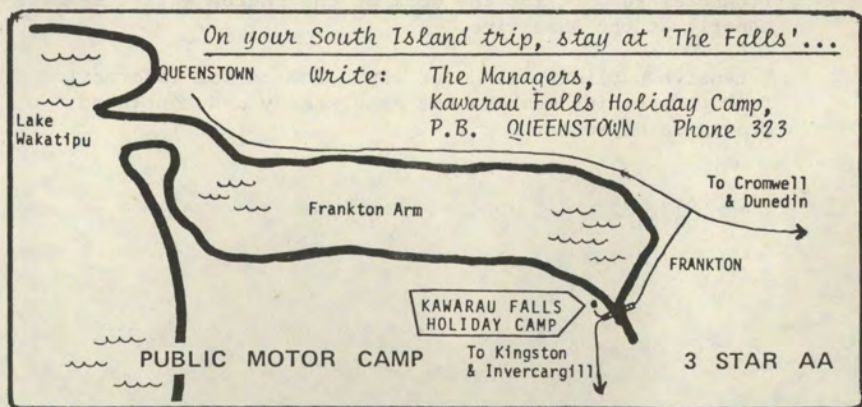 On your South Island trip, stay at 'The Falls'...
QUEENSTOWN
Write: The Managers,
Kawarau Falls Holiday Camp,
P.B. QUEENSTOWN Phone 323
Lake
Wakatipu
To Cromwell
& Dunedin
Frankton Arm
FRANKTON
KAWARAU FALLS
HOLIDAY CAMP
To Kingston
& Invercargill
PUBLIC MOTOR CAMP
3 STAR AA